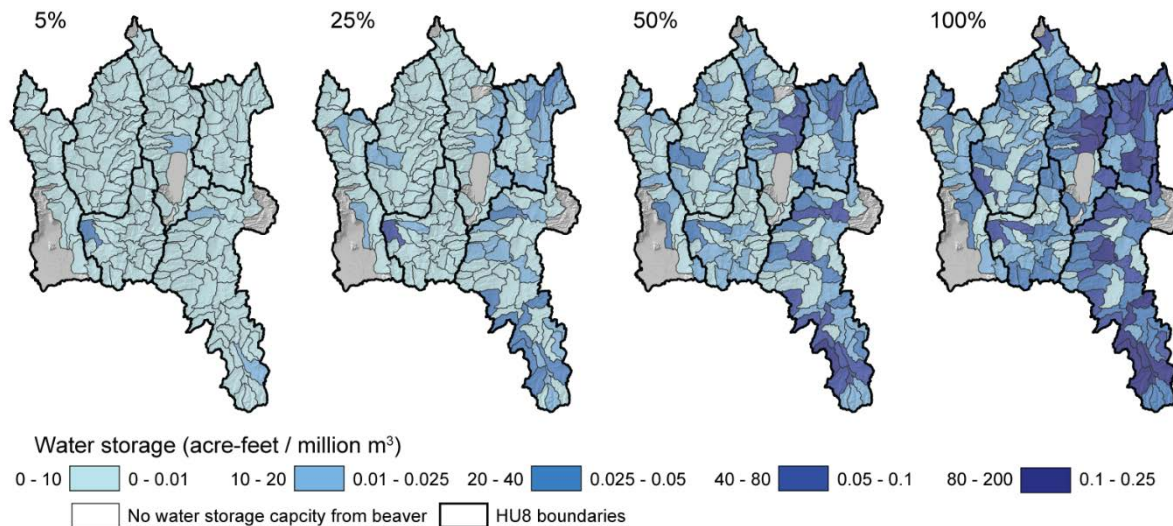 5% 25% 50% 100%
Water storage (acre-feet / million m³)
0 - 10 0 - 0.01 10 - 20 0.01 - 0.025 20 - 40 0.025 - 0.05 40 - 80 0.05 - 0.1 80 - 200 0.1 - 0.25
No water storage capcity from beaver HU8 boundaries